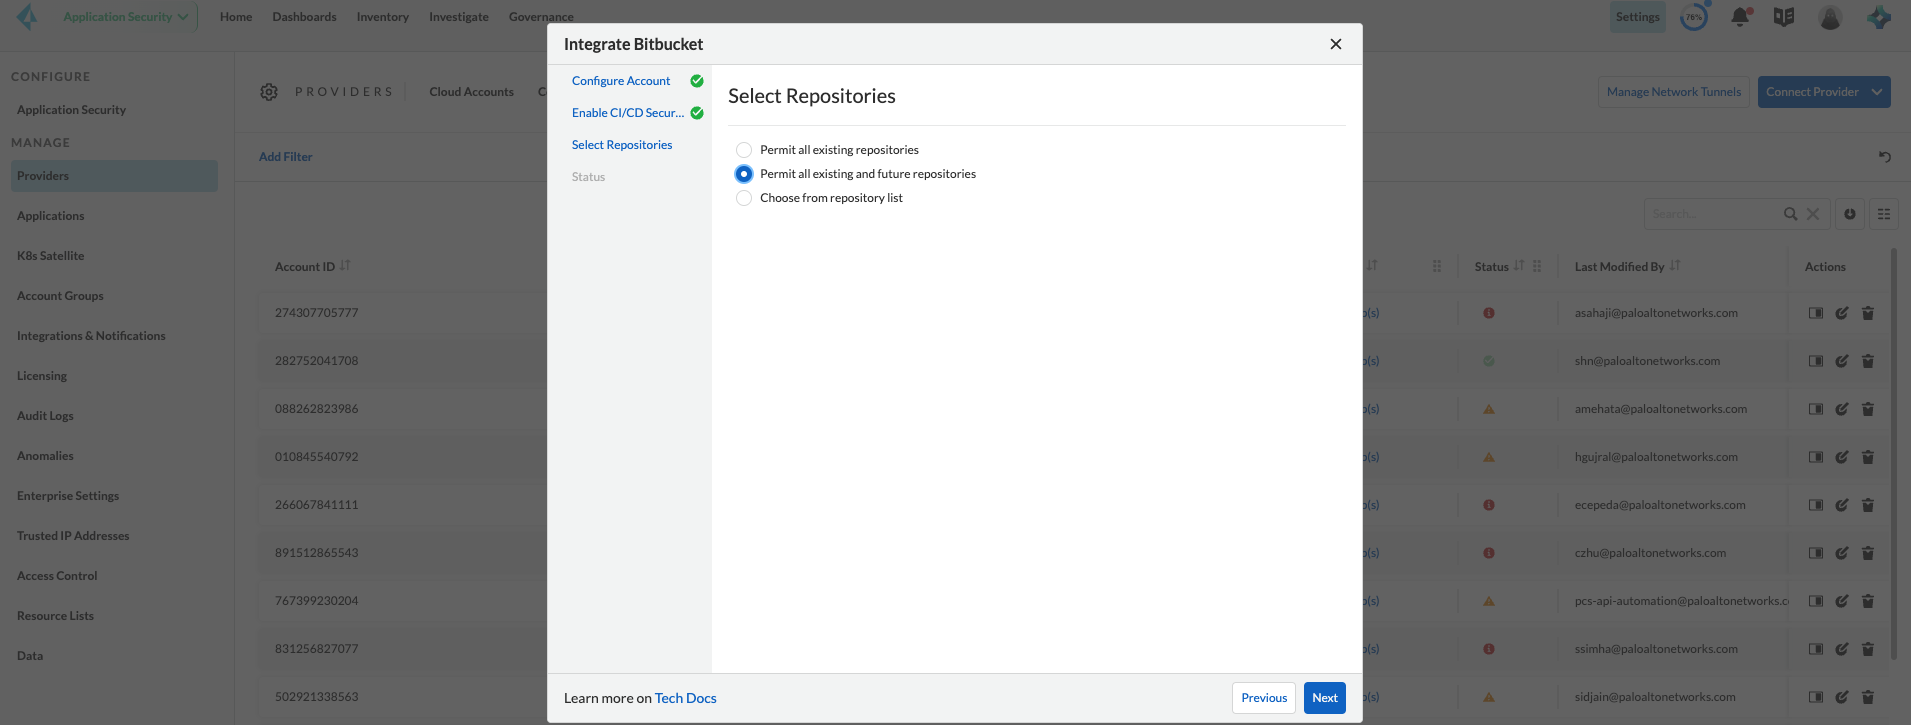 Application Security
Home
Dashboards
Inventory
Investigate
Governance
Settings
76%
Integrate Bitbucket
CONFIGURE
Application Security
MANAGE
Providers
Applications
K8s Satellite
Account Groups
Integrations & Notifications
Licensing
Audit Logs
Anomalies
Enterprise Settings
Trusted IP Addresses
Access Control
Resource Lists
Data
PROVIDERS
Cloud Accounts
Manage Network Tunnels
Connect Provider
Add Filter
Search...
Configure Account
Enable CI/CD Secur...
Select Repositories
Status
Select Repositories
Permit all existing repositories
Permit all existing and future repositories
Choose from repository list
Learn more on Tech Docs
Previous
Next
Account ID
Status
Last Modified By
Actions
274307705777
asahaji@paloaltonetworks.com
282752041708
shn@paloaltonetworks.com
088262823986
amehata@paloaltonetworks.com
010845540792
hgujral@paloaltonetworks.com
266067841111
ecepeda@paloaltonetworks.com
891512865543
czhu@paloaltonetworks.com
767399230204
pcs-api-automation@paloaltonetworks.c
831256827077
ssimha@paloaltonetworks.com
502921338563
sidjain@paloaltonetworks.com